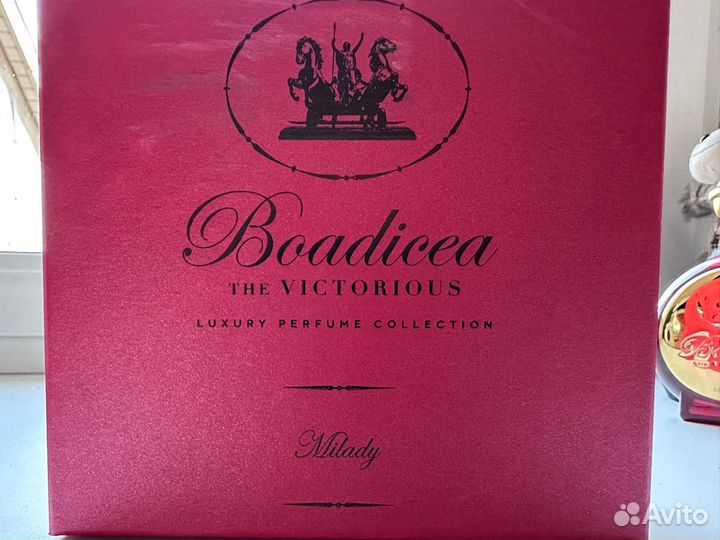 Boadicea
THE VICTORIOUS
LUXURY PERFUME COLLECTION
Milady
Avito